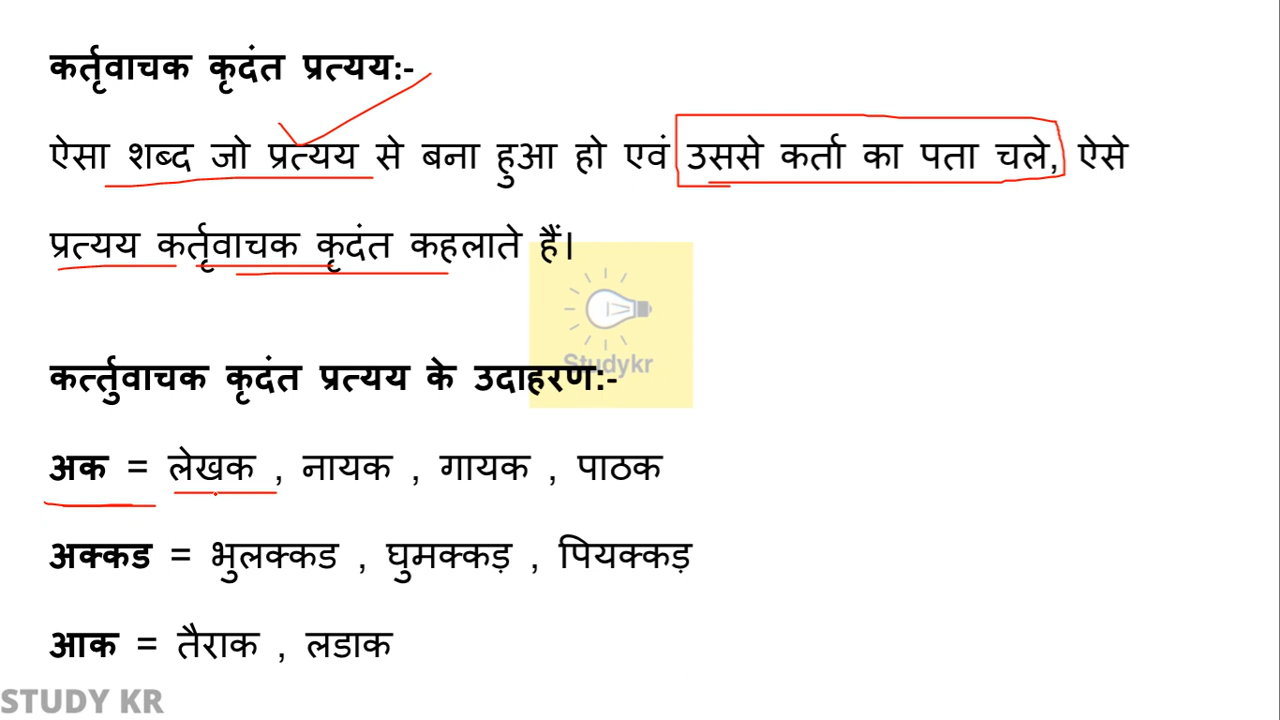 कर्तृवाचक कृदंत प्रत्यय:-
ऐसा शब्द जो प्रत्यय से बना हुआ हो एवं उससे कर्ता का पता चले, ऐसे
प्रत्यय कर्तृवाचक कृदंत कहलाते हैं।
Studykr
कर्त्तुवाचक कृदंत प्रत्यय के उदाहरण:-
अक = लेखक , नायक , गायक , पाठक
अक्कड = भुलक्कड , घुमक्कड़ , पियक्कड़
आक = तैराक , लडाक
STUDY KR